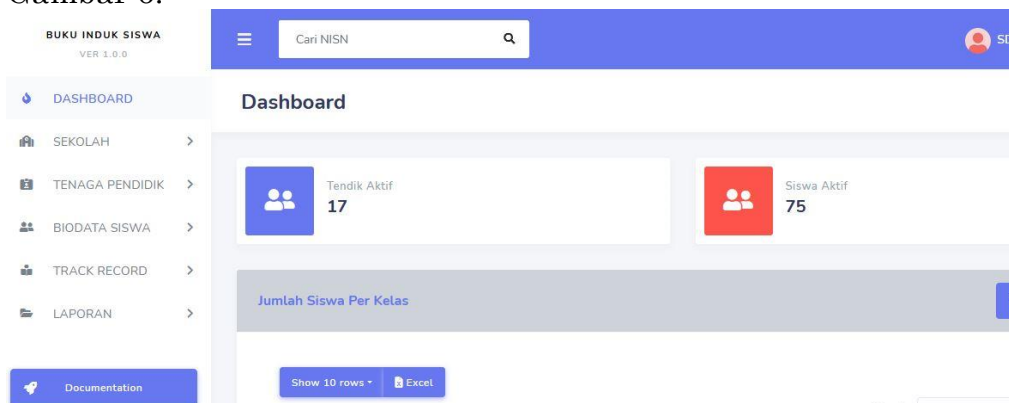 BUKU INDUK SISWA
VER 1.0.0
DASHBOARD
SEKOLAH
TENAGA PENDIDIK
BIODATA SISWA
TRACK RECORD
LAPORAN
Documentation
Cari NISN
Dashboard
Tendik Aktif
17
Siswa Aktif
75
Jumlah Siswa Per Kelas
Show 10 rows
Excel